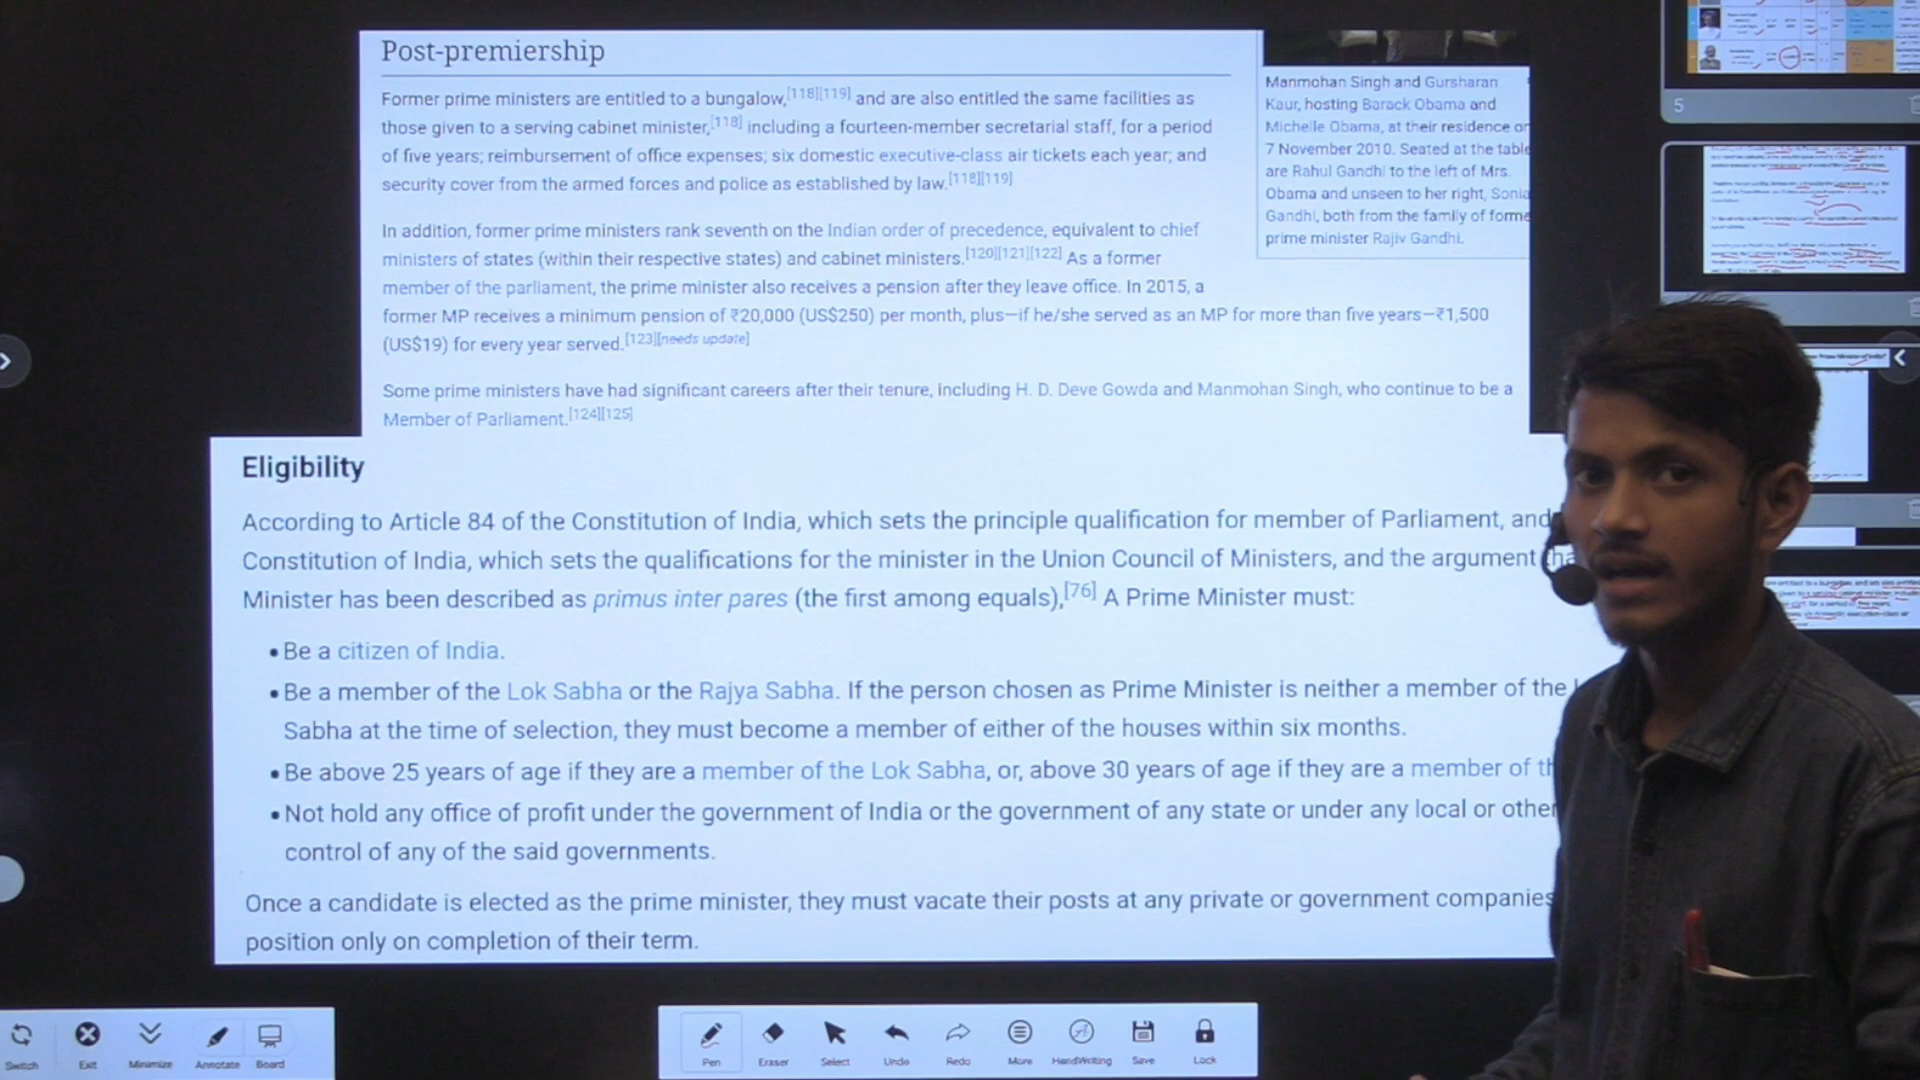 Post-premiership
Former prime ministers are entitled to a bungalow,[118][119] and are also entitled the same facilities as
those given to a serving cabinet minister,[118] including a fourteen-member secretarial staff, for a period
of five years; reimbursement of office expenses; six domestic executive-class air tickets each year; and
security cover from the armed forces and police as established by law.[118][119]
In addition, former prime ministers rank seventh on the Indian order of precedence, equivalent to chief
ministers of states (within their respective states) and cabinet ministers.[120][121][122] As a former
member of the parliament, the prime minister also receives a pension after they leave office. In 2015, a
former MP receives a minimum pension of ₹20,000 (US$250) per month, plus—if he/she served as an MP for more than five years—₹1,500
(US$19) for every year served.[123][needs update]
Some prime ministers have had significant careers after their tenure, including H. D. Deve Gowda and Manmohan Singh, who continue to be a
Member of Parliament.[124][125]
Manmohan Singh and Gursharan
Kaur, hosting Barack Obama and
Michelle Obama, at their residence on
7 November 2010. Seated at the table
are Rahul Gandhi to the left of Mrs.
Obama and unseen to her right, Sonia
Gandhi, both from the family of forme
prime minister Rajiv Gandhi.
Eligibility
According to Article 84 of the Constitution of India, which sets the principle qualification for member of Parliament, and
Constitution of India, which sets the qualifications for the minister in the Union Council of Ministers, and the argument tha
Minister has been described as primus inter pares (the first among equals),[76] A Prime Minister must:
• Be a citizen of India.
• Be a member of the Lok Sabha or the Rajya Sabha. If the person chosen as Prime Minister is neither a member of the
Sabha at the time of selection, they must become a member of either of the houses within six months.
• Be above 25 years of age if they are a member of the Lok Sabha, or, above 30 years of age if they are a member of th
• Not hold any office of profit under the government of India or the government of any state or under any local or other
control of any of the said governments.
Once a candidate is elected as the prime minister, they must vacate their posts at any private or government companies
position only on completion of their term.
5
Switch Exit Minimize Annotate Board
Pen Eraser Select Undo Redo More HandWriting Save Lock